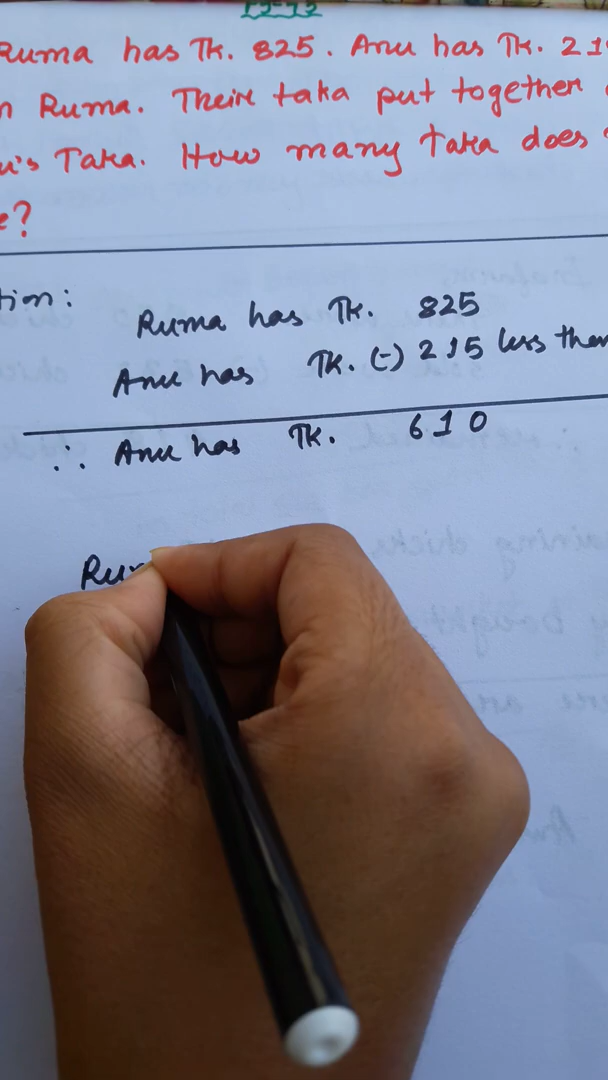 Ruma has Tk. 825. Anu has Tk. 21
Ruma. Their taka put together
Taka. How many taka does
Ruma has Tk. 825
Anu has Tk. (-) 215 less than
∴ Anu has Tk. 610
Ru